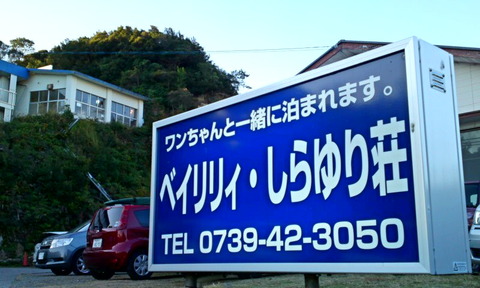 ワンちゃんと一緒に泊まれます。
ベイリリィ・しらゆり荘
TEL 0739-42-3050